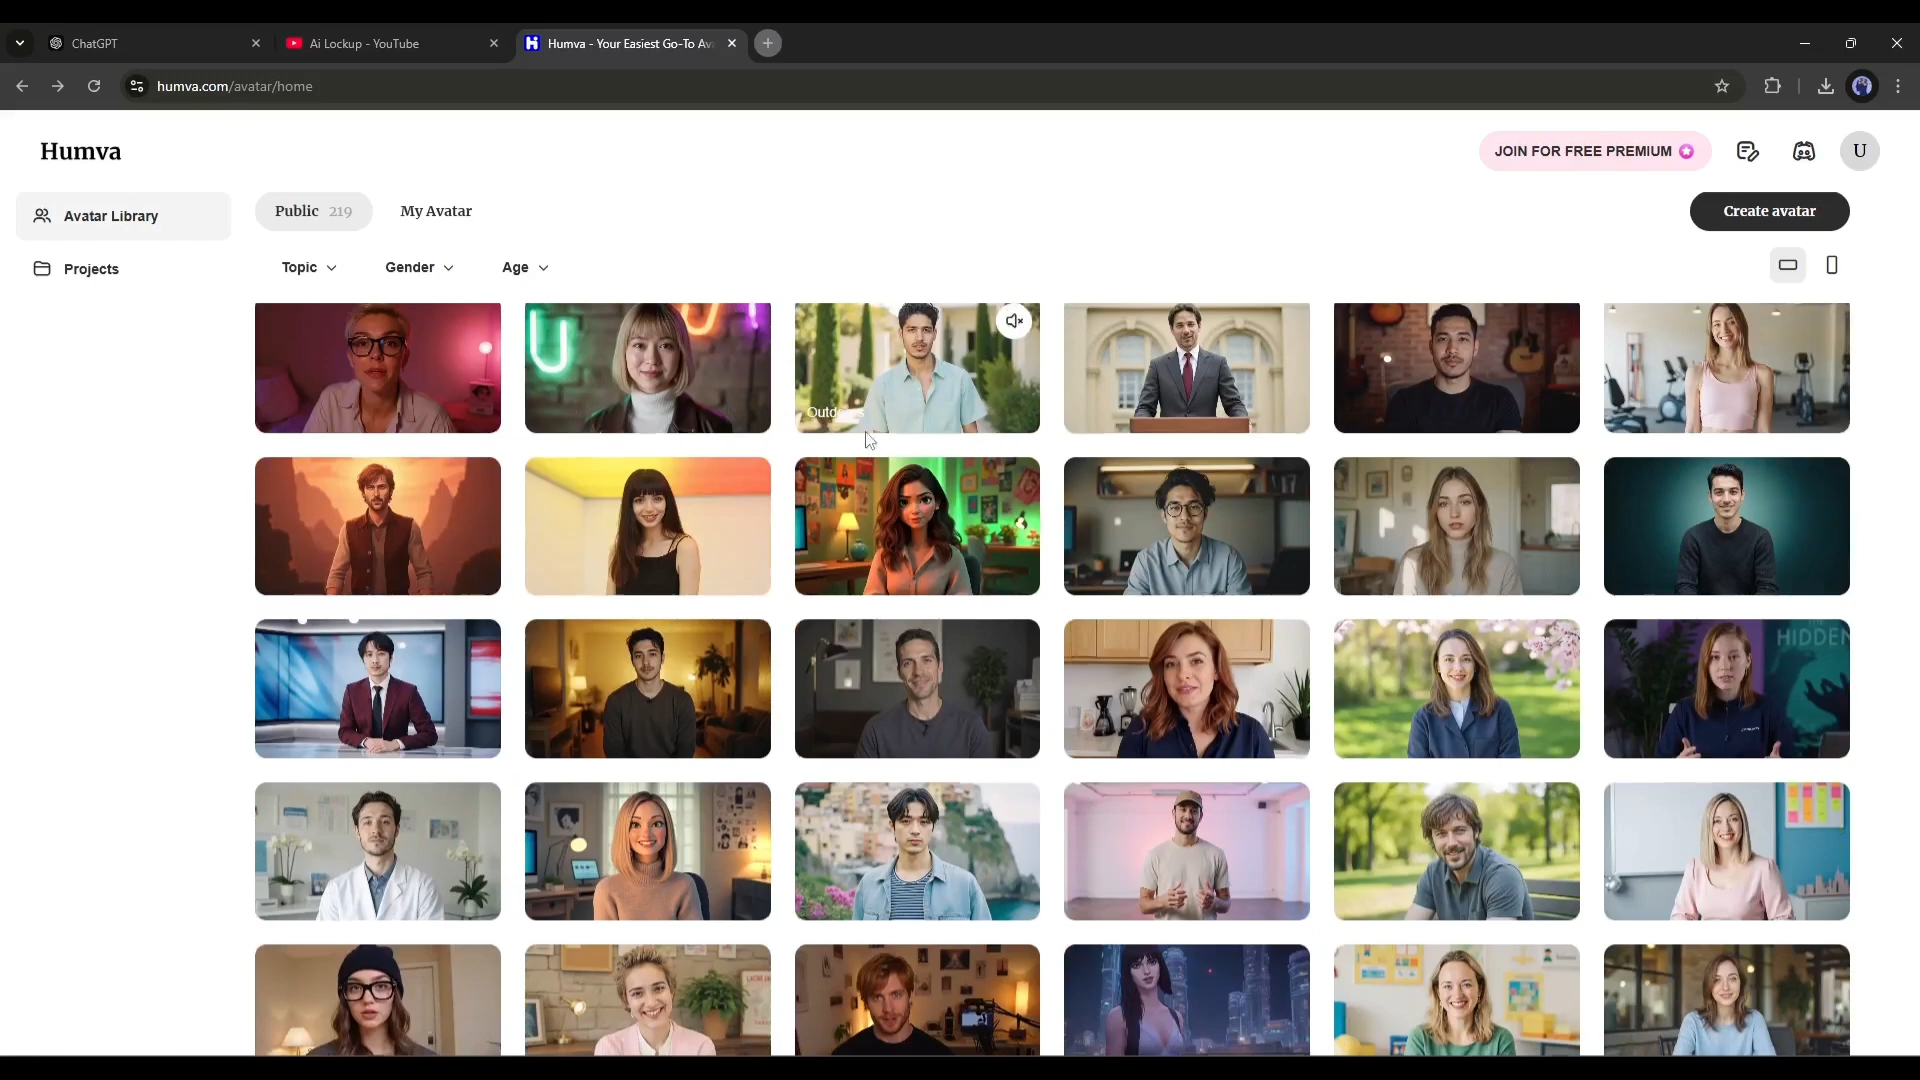 ChatGPT
Ai Lockup - YouTube
Humva - Your Easiest Go-To Av
humva.com/avatar/home
Humva
JOIN FOR FREE PREMIUM
U
Avatar Library
Public 219
My Avatar
Create avatar
Projects
Topic
Gender
Age
Outdoors
HIDDEN